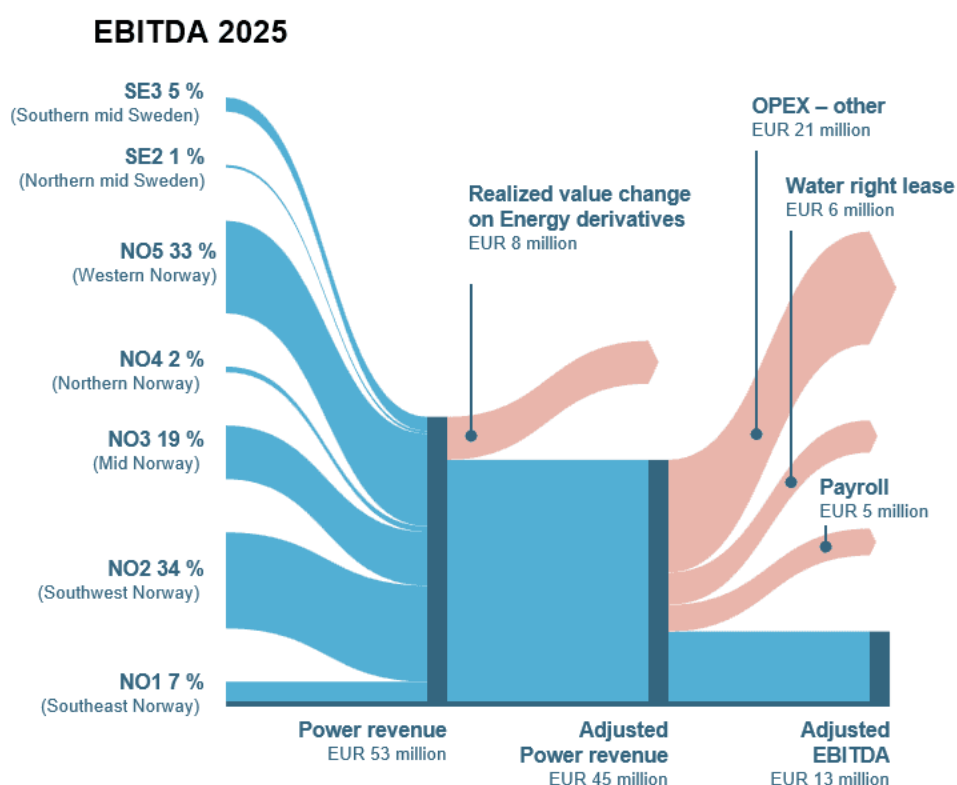 EBITDA 2025
SE3 5 %
(Southern mid Sweden)
SE2 1 %
(Northern mid Sweden)
NO5 33 %
(Western Norway)
NO4 2 %
(Northern Norway)
NO3 19 %
(Mid Norway)
NO2 34 %
(Southwest Norway)
NO1 7 %
(Southeast Norway)
Realized value change
on Energy derivatives
EUR 8 million
OPEX – other
EUR 21 million
Water right lease
EUR 6 million
Payroll
EUR 5 million
Power revenue
EUR 53 million
Adjusted
Power revenue
EUR 45 million
Adjusted
EBITDA
EUR 13 million